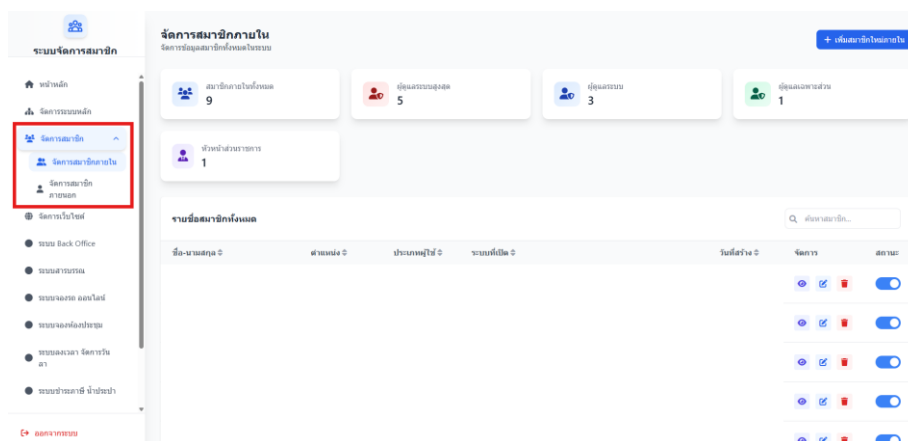 ระบบจัดการสมาชิก
หน้าหลัก
จัดการระบบหลัก
จัดการสมาชิก
จัดการสมาชิกภายใน
จัดการสมาชิก
ภายนอก
จัดการเว็บไซต์
ระบบ Back Office
ระบบสารบรรณ
ระบบจองรถ ออนไลน์
ระบบจองห้องประชุม
ระบบลงเวลา จัดการวัน
ลา
ระบบชำระภาษี น้ำประปา
ออกจากระบบ
จัดการสมาชิกภายใน
จัดการข้อมูลสมาชิกทั้งหมดในระบบ
+ เพิ่มสมาชิกใหม่ภายใน
สมาชิกภายในทั้งหมด
9
ผู้ดูแลระบบสูงสุด
5
ผู้ดูแลระบบ
3
ผู้ดูแลเฉพาะส่วน
1
หัวหน้าส่วนราชการ
1
รายชื่อสมาชิกทั้งหมด
ค้นหาสมาชิก...
ชื่อ-นามสกุล ตำแหน่ง ประเภทผู้ใช้ ระบบที่เปิด วันที่สร้าง จัดการ สถานะ